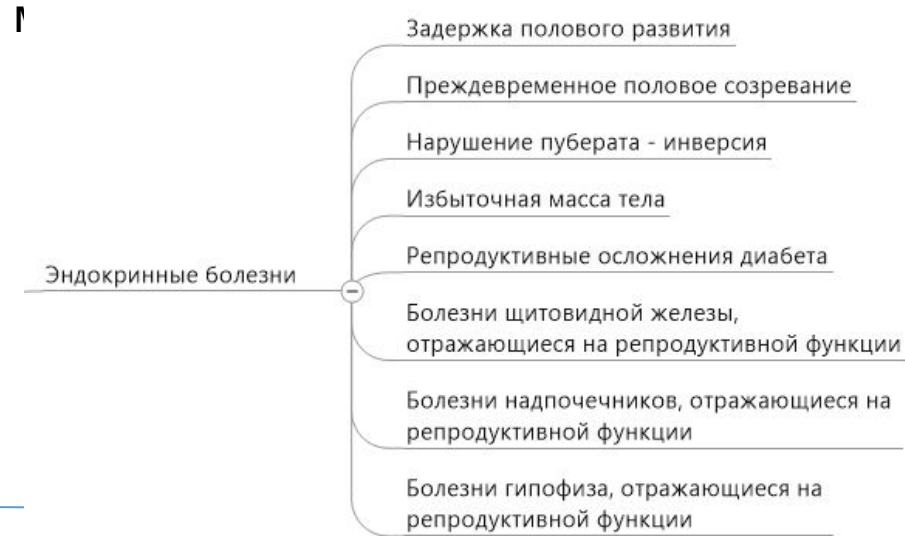 Задержка полового развития
Преждевременное половое созревание
Нарушение пуберата - инверсия
Избыточная масса тела
Эндокринные болезни
Репродуктивные осложнения диабета
Болезни щитовидной железы,
отражающиеся на репродуктивной функции
Болезни надпочечников, отражающиеся на
репродуктивной функции
Болезни гипофиза, отражающиеся на
репродуктивной функции